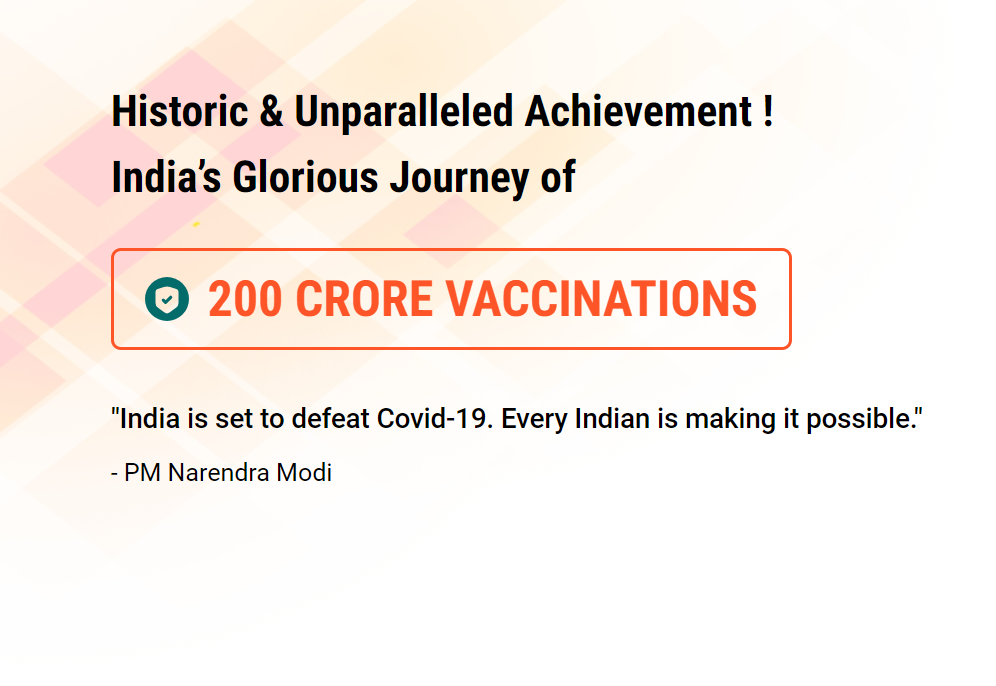 Historic & Unparalleled Achievement !
India’s Glorious Journey of
200 CRORE VACCINATIONS
"India is set to defeat Covid-19. Every Indian is making it possible."
- PM Narendra Modi